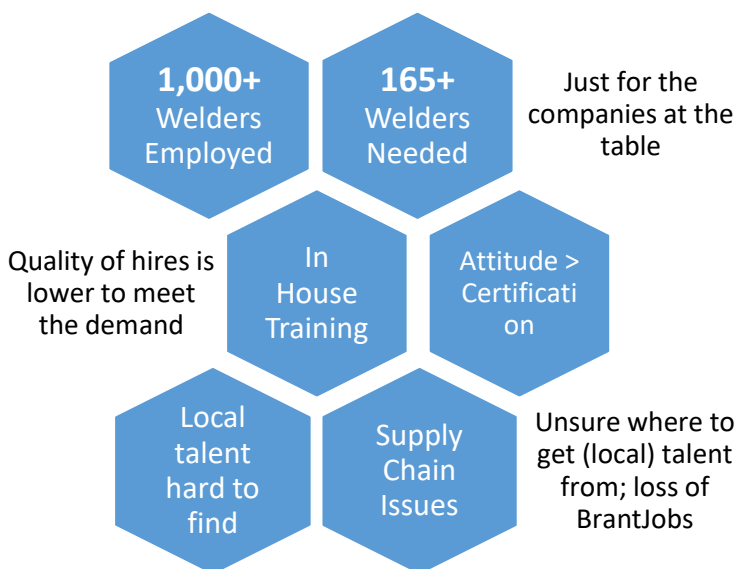 1,000+
Welders
Employed
165+
Welders
Needed
Just for the
companies at the
table
Quality of hires is
lower to meet
the demand
In
House
Training
Attitude >
Certificati
on
Local
talent
hard to
find
Supply
Chain
Issues
Unsure where to
get (local) talent
from; loss of
BrantJobs